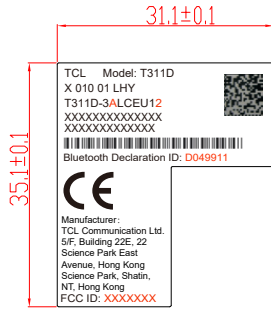 31.1±0.1
35.1±0.1
TCL Model: T311D
X 010 01 LHY
T311D-3ALCEU12
XXXXXXXXXXXXXX
XXXXXXXXXXXXX
Bluetooth Declaration ID: D049911
CE
Manufacturer:
TCL Communication Ltd.
5/F, Building 22E, 22
Science Park East
Avenue, Hong Kong
Science Park, Shatin,
NT, Hong Kong
FCC ID: XXXXXXX